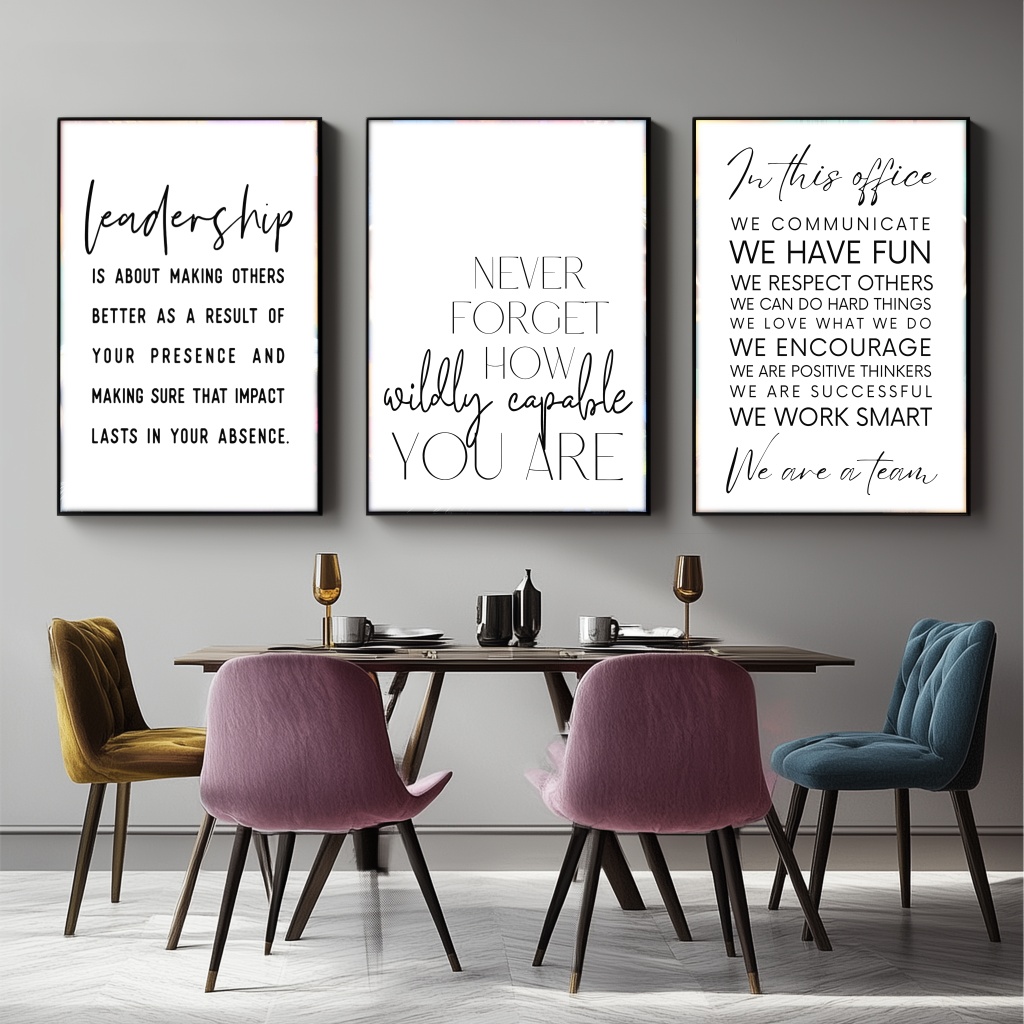 leadership
IS ABOUT MAKING OTHERS
BETTER AS A RESULT OF
YOUR PRESENCE AND
MAKING SURE THAT IMPACT
LASTS IN YOUR ABSENCE.
NEVER
FORGET
HOW
wildly capable
YOU ARE
In this office
WE COMMUNICATE
WE HAVE FUN
WE RESPECT OTHERS
WE CAN DO HARD THINGS
WE LOVE WHAT WE DO
WE ENCOURAGE
WE ARE POSITIVE THINKERS
WE ARE SUCCESSFUL
WE WORK SMART
We are a team